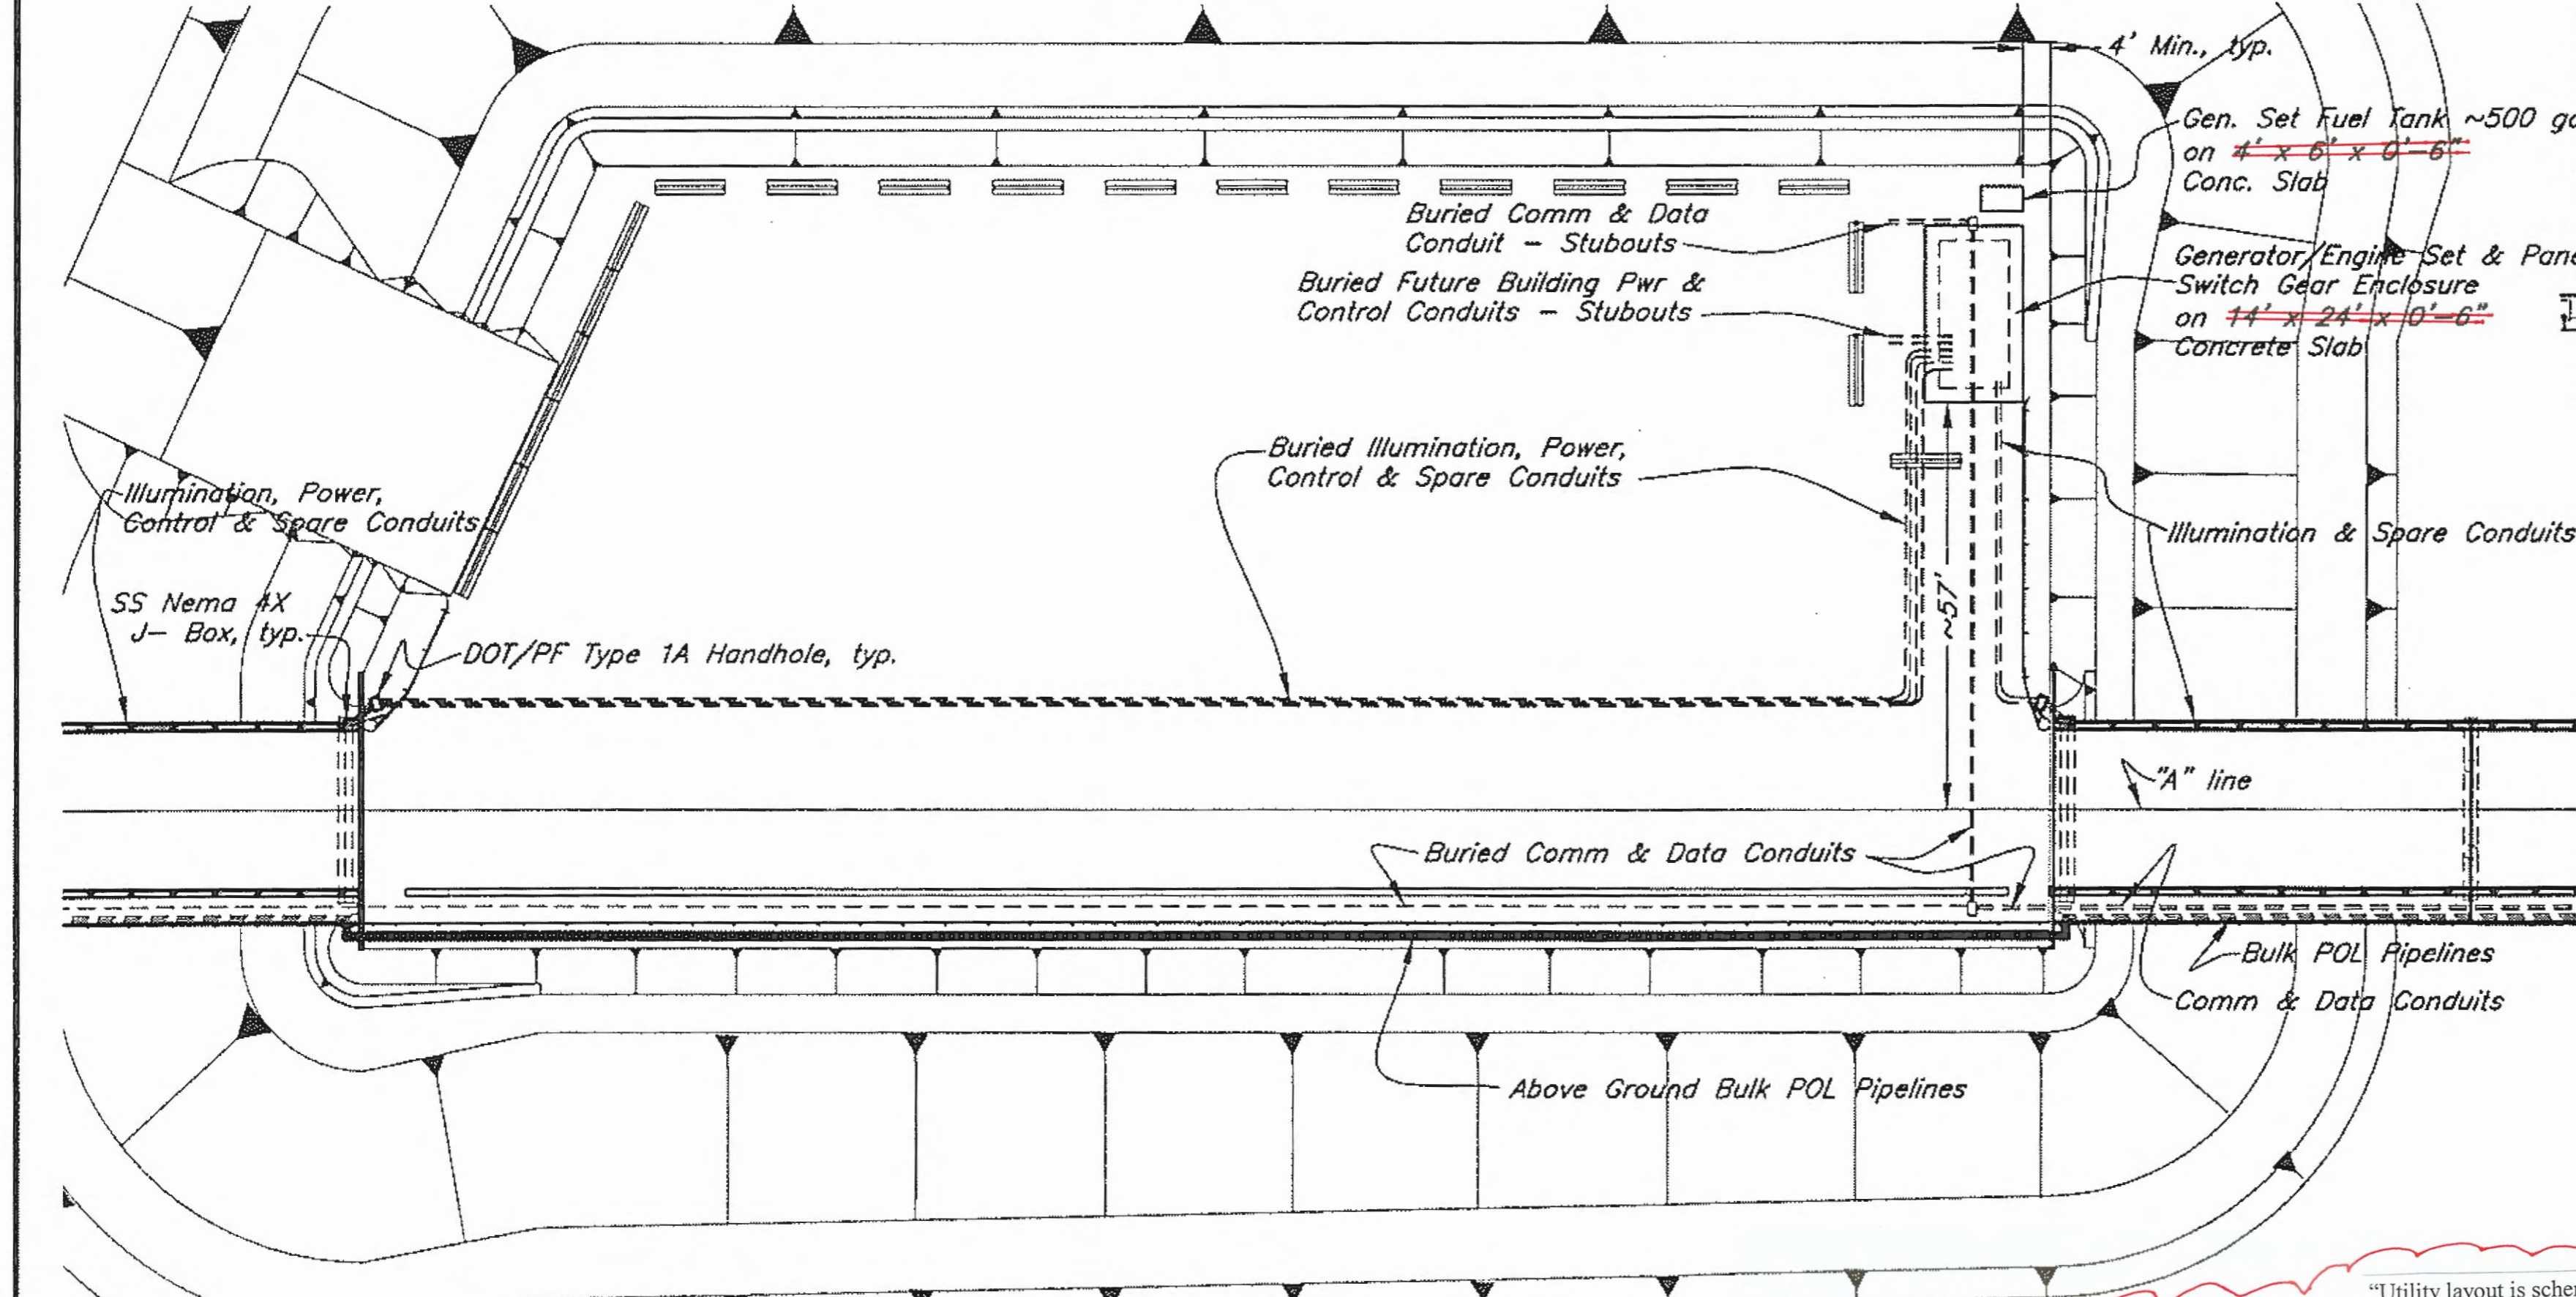 4' Min., typ.
Gen. Set Fuel Tank ~500 ga
on 4' x 6' x 0'-6"
Conc. Slab
Buried Comm & Data
Conduit - Stubouts
Generator/Engine Set & Pane
Switch Gear Enclosure
on 14' x 24' x 0'-6"
Concrete Slab
Buried Future Building Pwr &
Control Conduits - Stubouts
Buried Illumination, Power,
Control & Spare Conduits
Illumination, Power,
Control & Spare Conduits
Illumination & Spare Conduits
~57'
SS Nema 4X
J- Box, typ.
DOT/PF Type 1A Handhole, typ.
"A" line
Buried Comm & Data Conduits
Bulk POL Pipelines
Comm & Data Conduits
Above Ground Bulk POL Pipelines
“Utility layout is sche